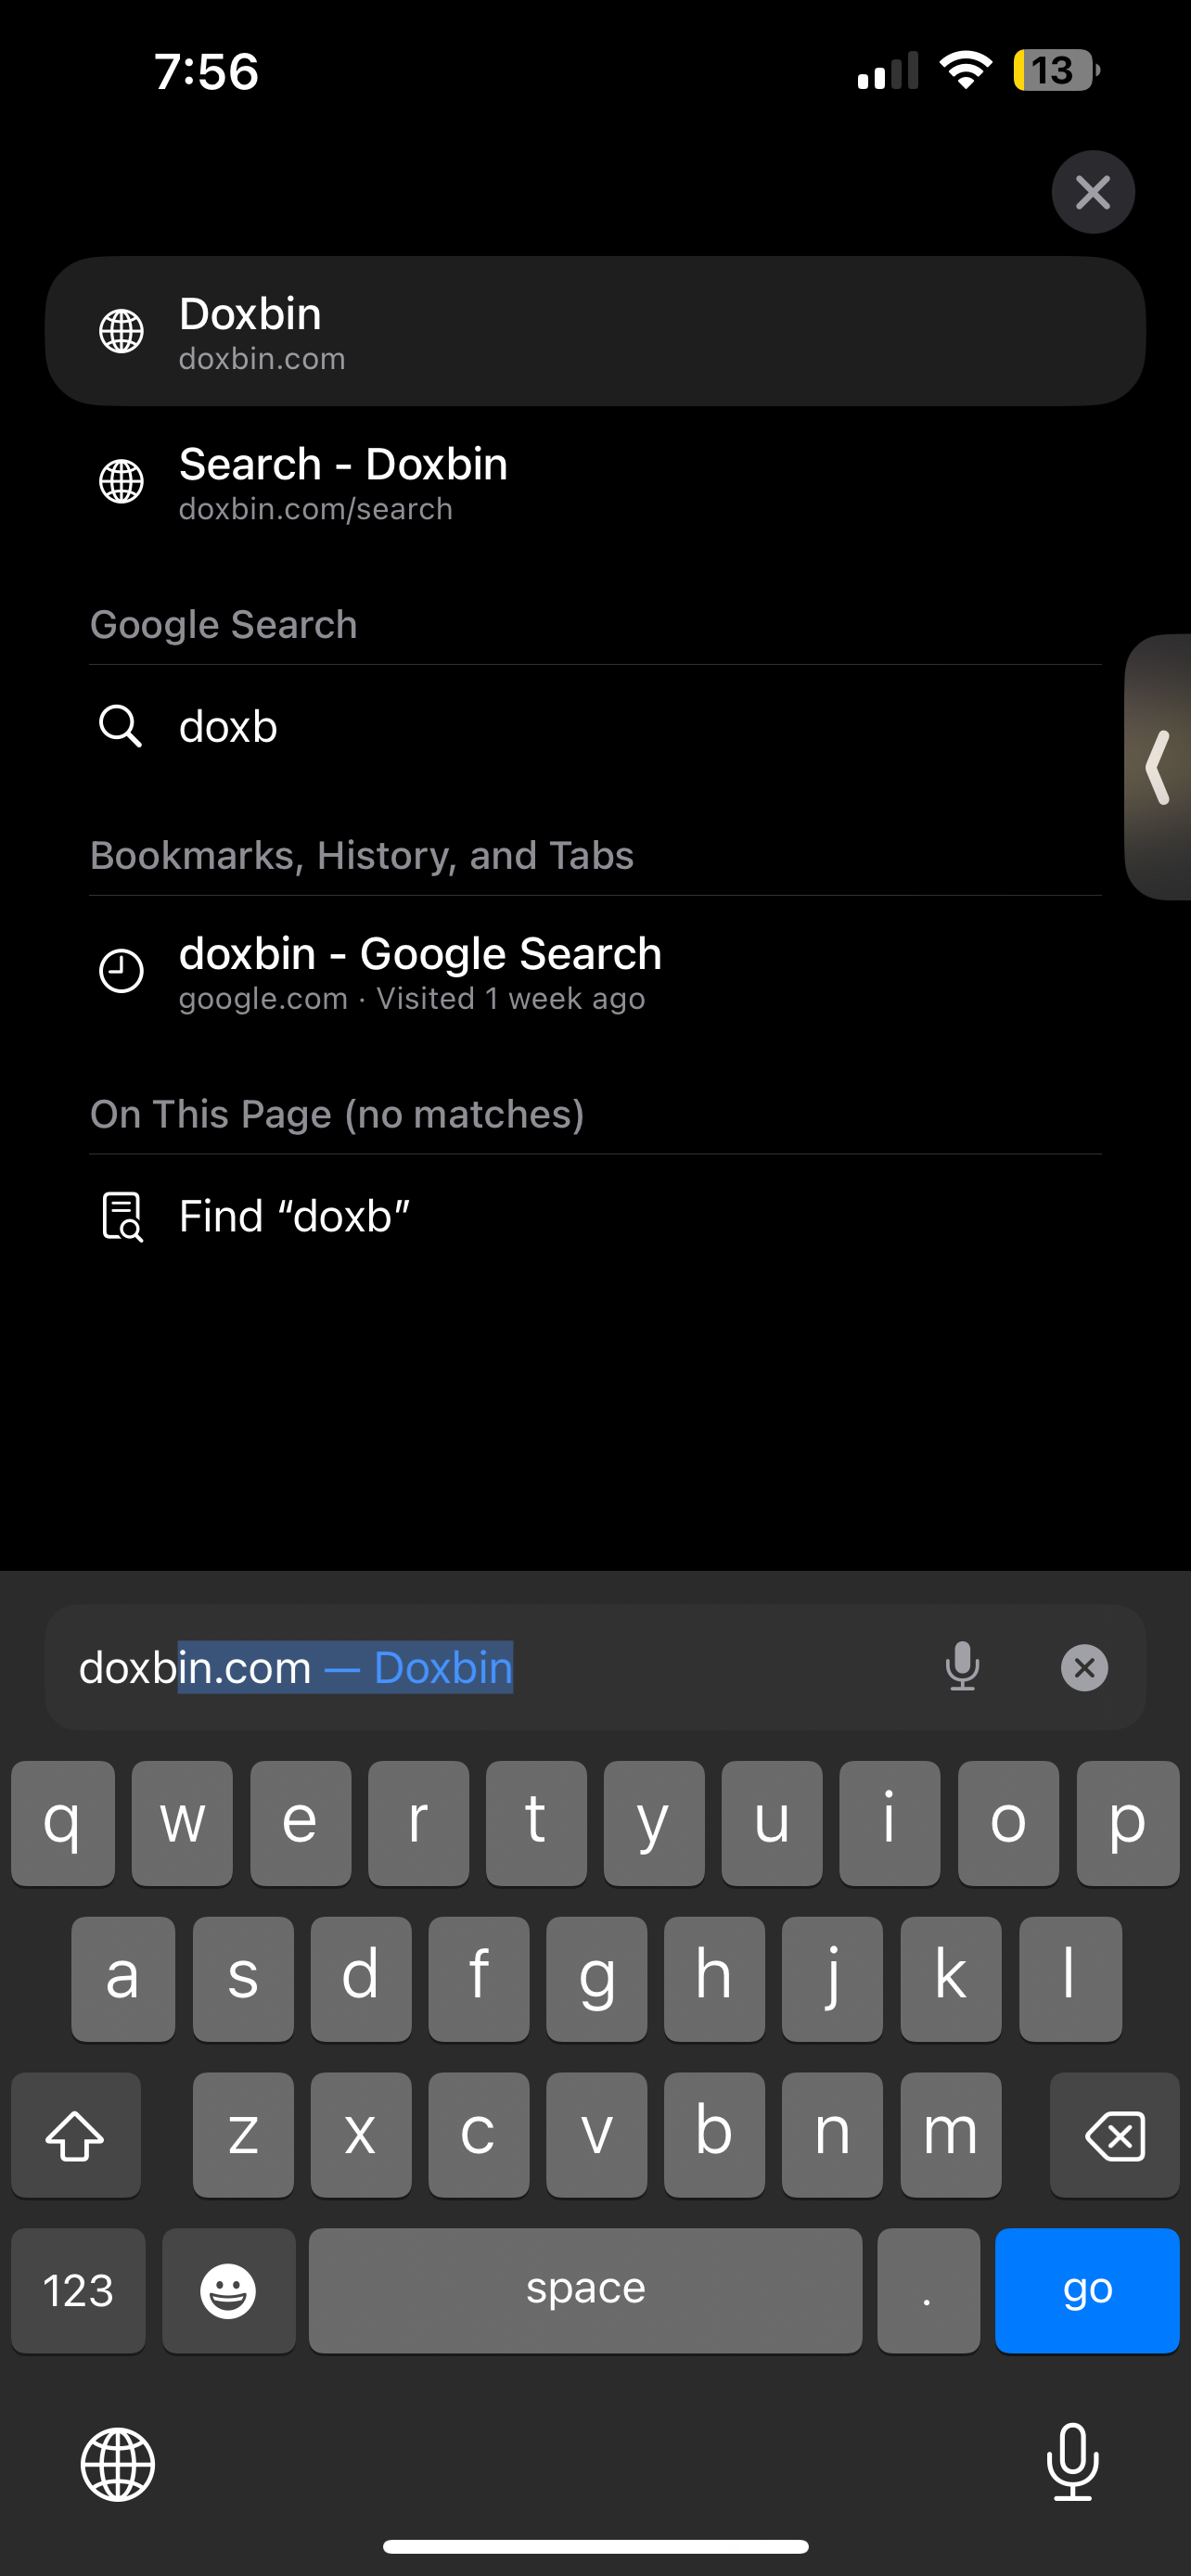 7:56
13
Doxbin
doxbin.com
Search - Doxbin
doxbin.com/search
Google Search
doxb
Bookmarks, History, and Tabs
doxbin - Google Search
google.com · Visited 1 week ago
On This Page (no matches)
Find “doxb”
doxbin.com — Doxbin
q w e r t y u i o p
a s d f g h j k l
z x c v b n m
123 space . go